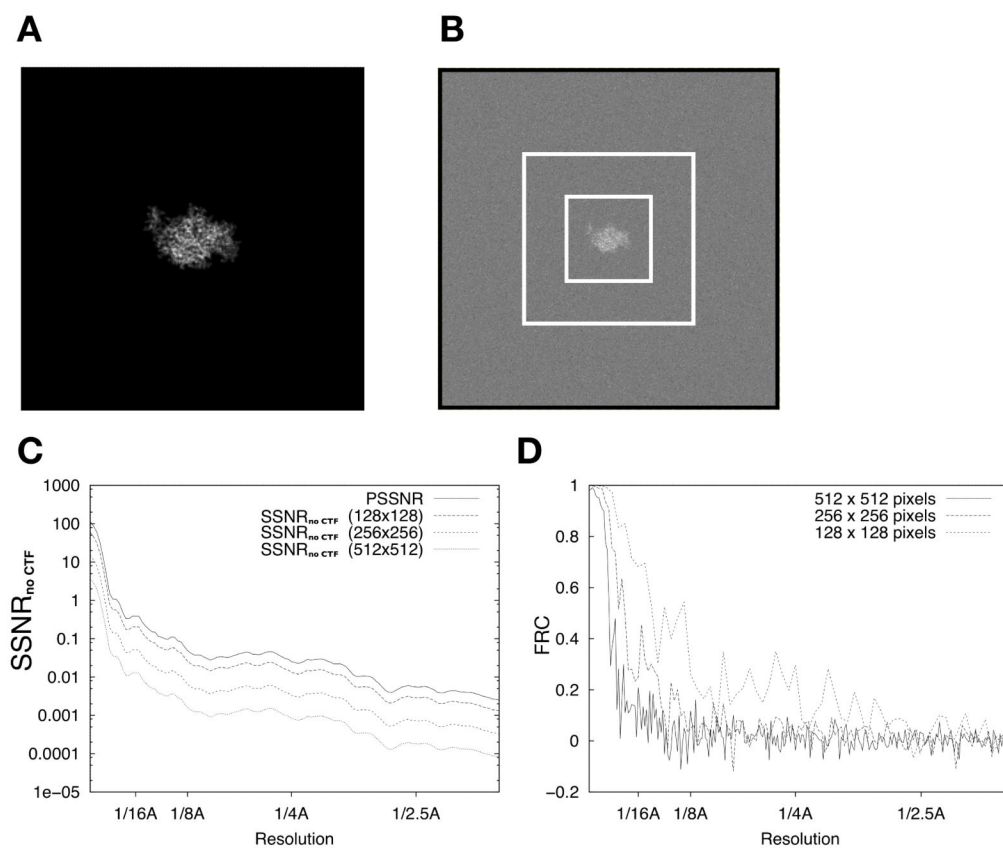 A
B
C
1000
100
10
1
0.1
0.01
0.001
0.0001
1e-05
SSNRno CTF
PSSNR
SSNRno CTF (128x128)
SSNRno CTF (256x256)
SSNRno CTF (512x512)
1/16A
1/8A
1/4A
1/2.5A
Resolution
D
1
0.8
0.6
0.4
0.2
0
-0.2
FRC
512 x 512 pixels
256 x 256 pixels
128 x 128 pixels
1/16A
1/8A
1/4A
1/2.5A
Resolution